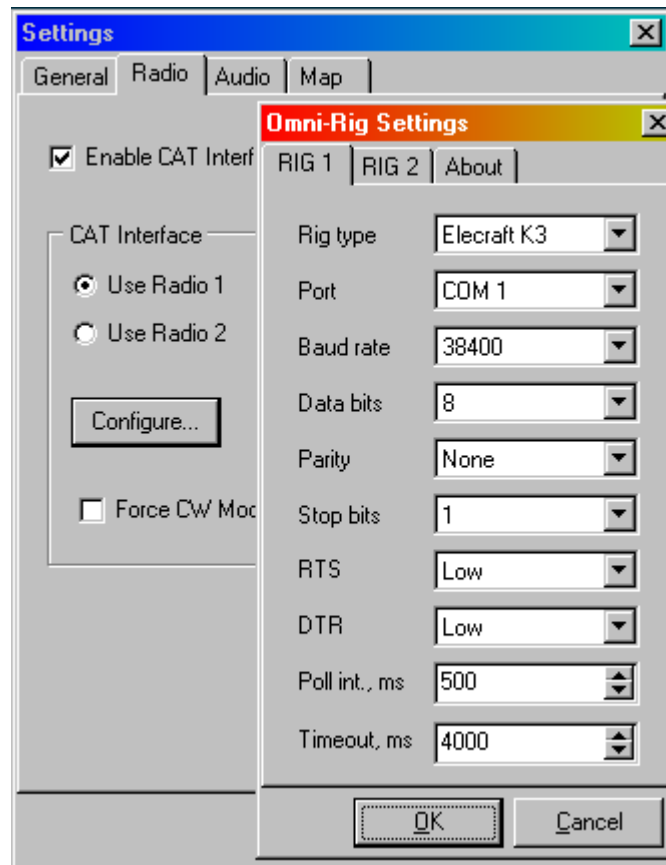 Settings
General Radio Audio Map
Enable CAT Interf
CAT Interface
Use Radio 1
Use Radio 2
Configure...
Force CW Mod
Omni-Rig Settings
RIG 1 RIG 2 About
Rig type Elecraft K3
Port COM 1
Baud rate 38400
Data bits 8
Parity None
Stop bits 1
RTS Low
DTR Low
Poll int., ms 500
Timeout, ms 4000
OK Cancel